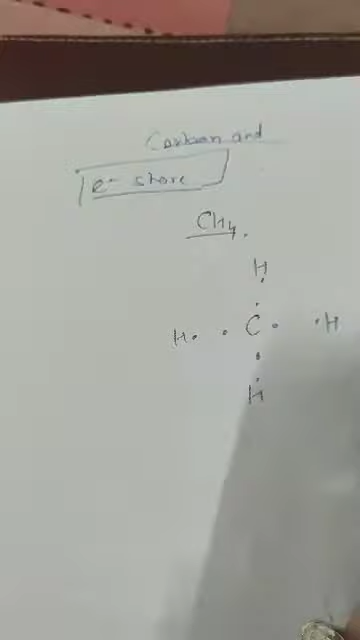 Carbon and
e⁻ share
CH₄.
H
H. . C . . H
H